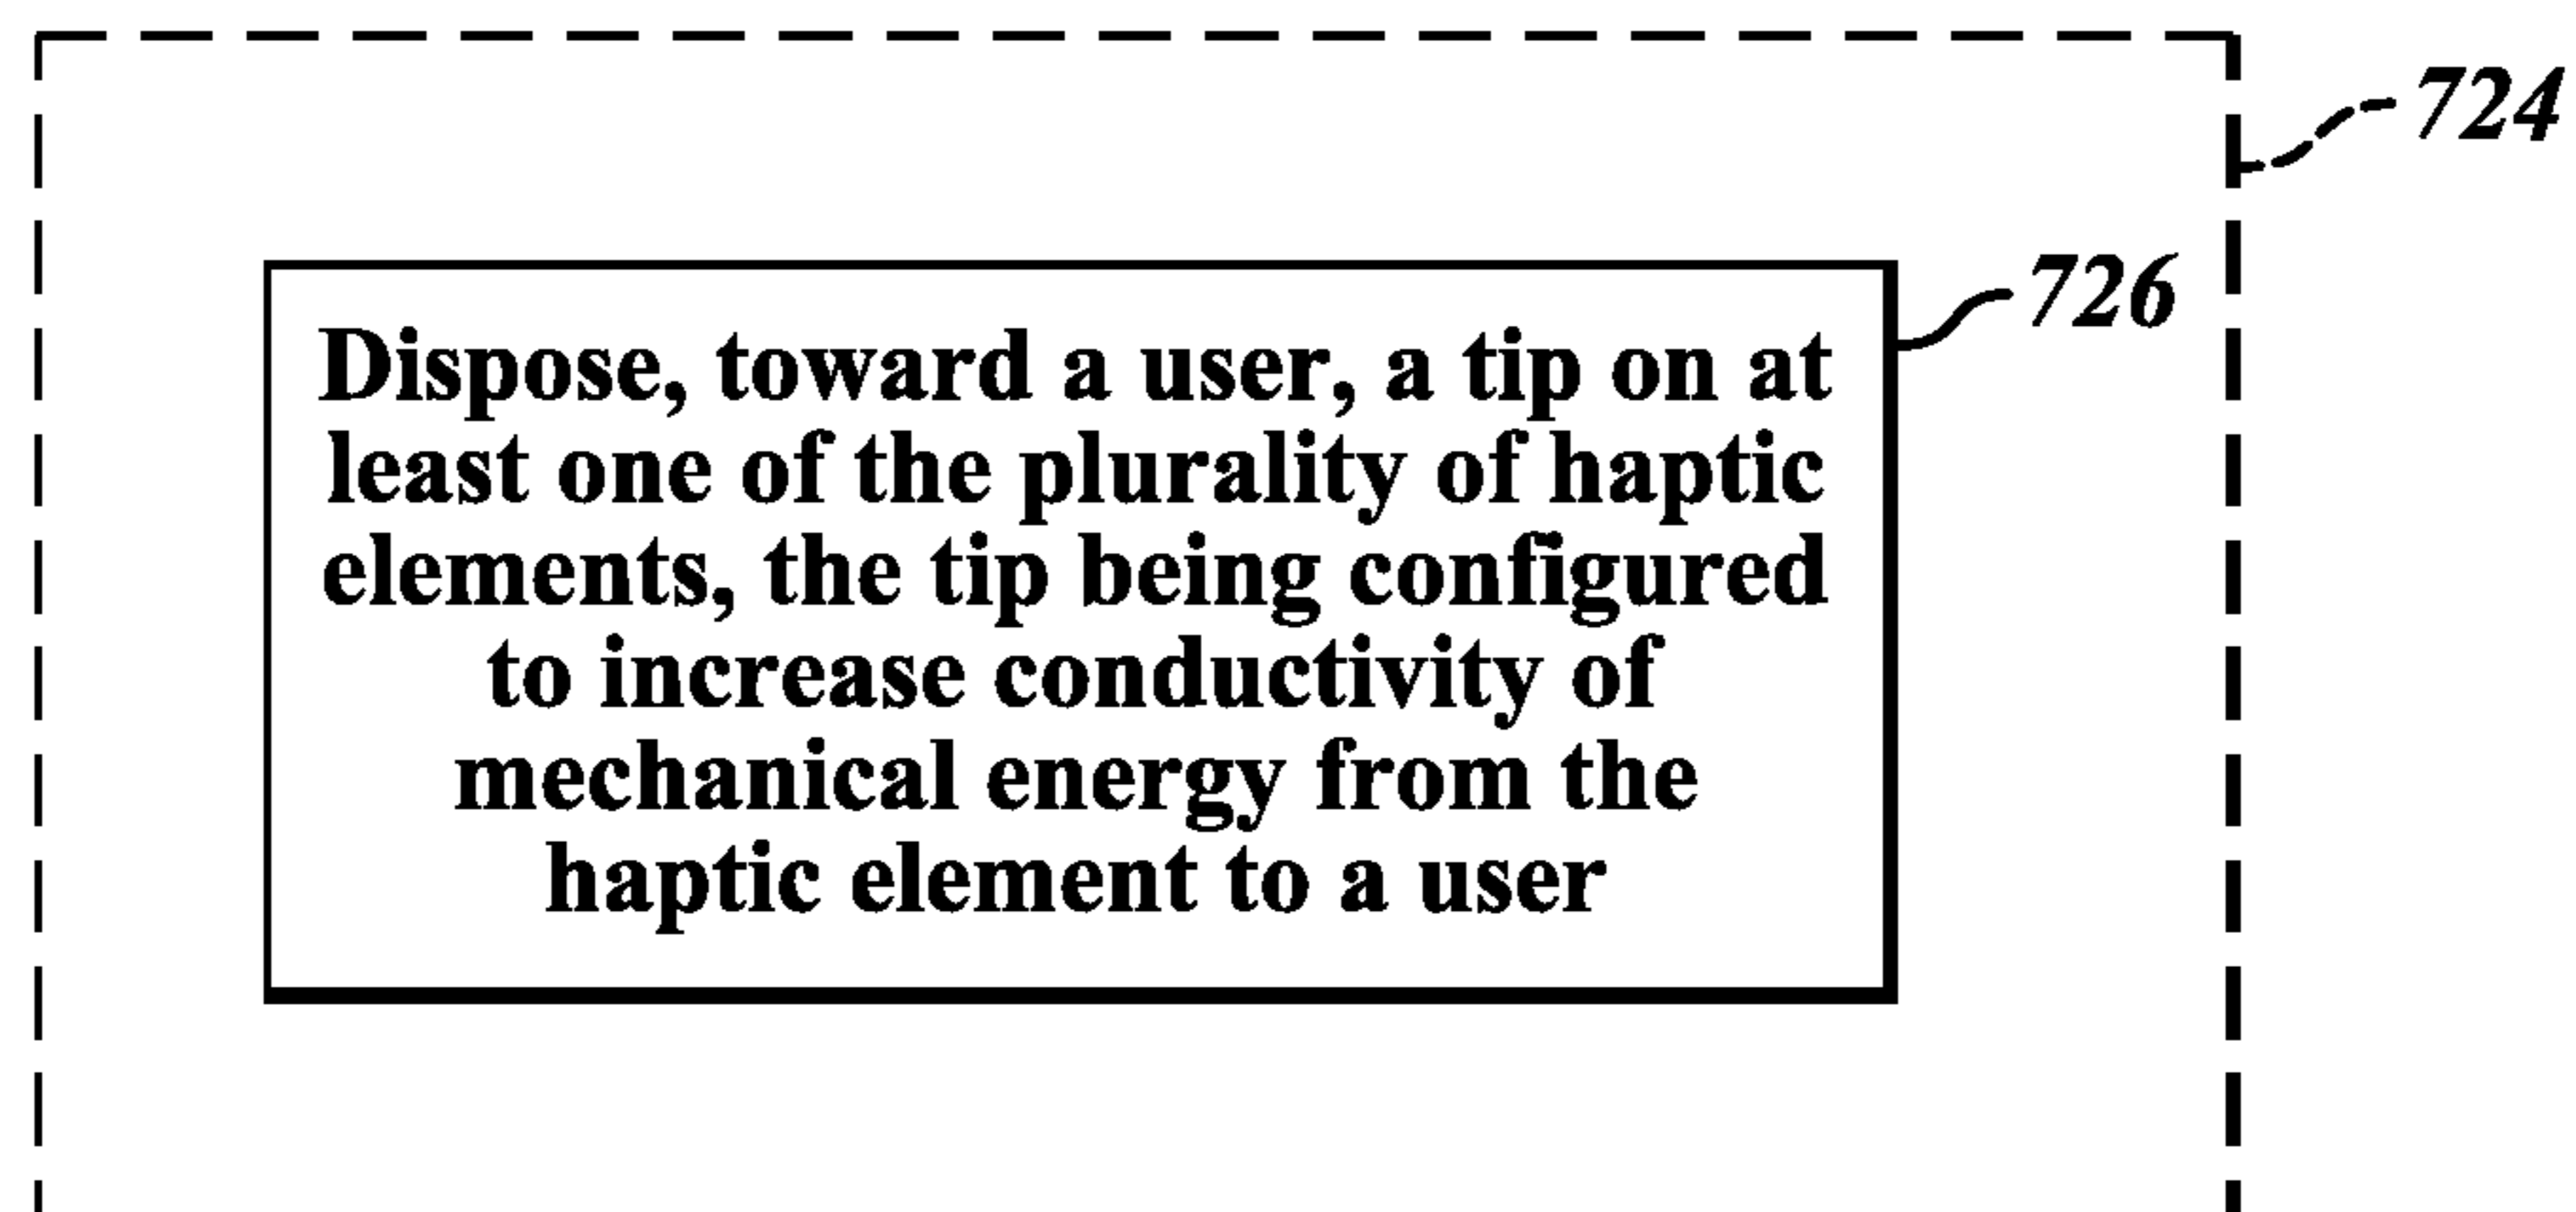 724
726
Dispose, toward a user, a tip on at
least one of the plurality of haptic
elements, the tip being configured
to increase conductivity of
mechanical energy from the
haptic element to a user